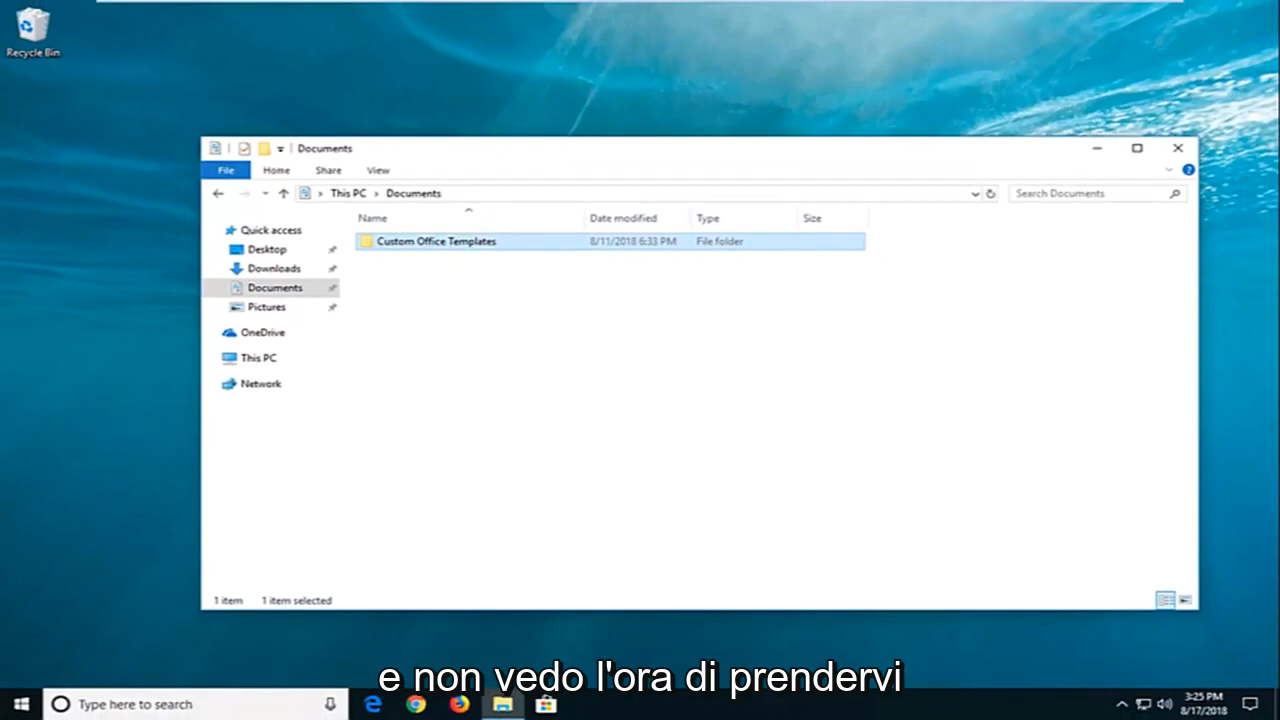 Recycle Bin
Documents
File Home Share View
This PC > Documents
Search Documents
Name Date modified Type Size
Quick access
Custom Office Templates 8/11/2018 6:33 PM File folder
Desktop
Downloads
Documents
Pictures
OneDrive
This PC
Network
1 item 1 item selected
e non vedo l'ora di prendervi
Type here to search
3:25 PM
8/17/2018